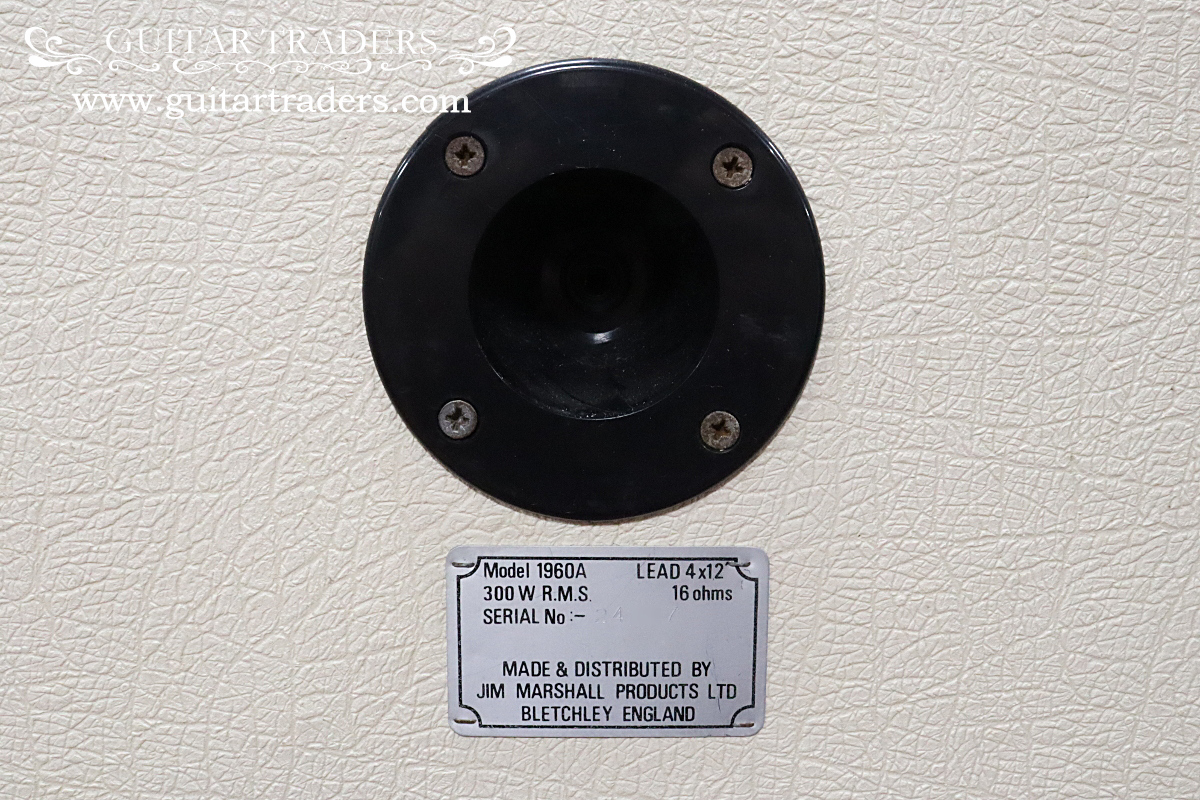 GUITAR TRADERS
www.guitartraders.com
Model 1960A LEAD 4x12"
300 W R.M.S. 16 ohms
SERIAL No :-
MADE & DISTRIBUTED BY
JIM MARSHALL PRODUCTS LTD
BLETCHLEY ENGLAND